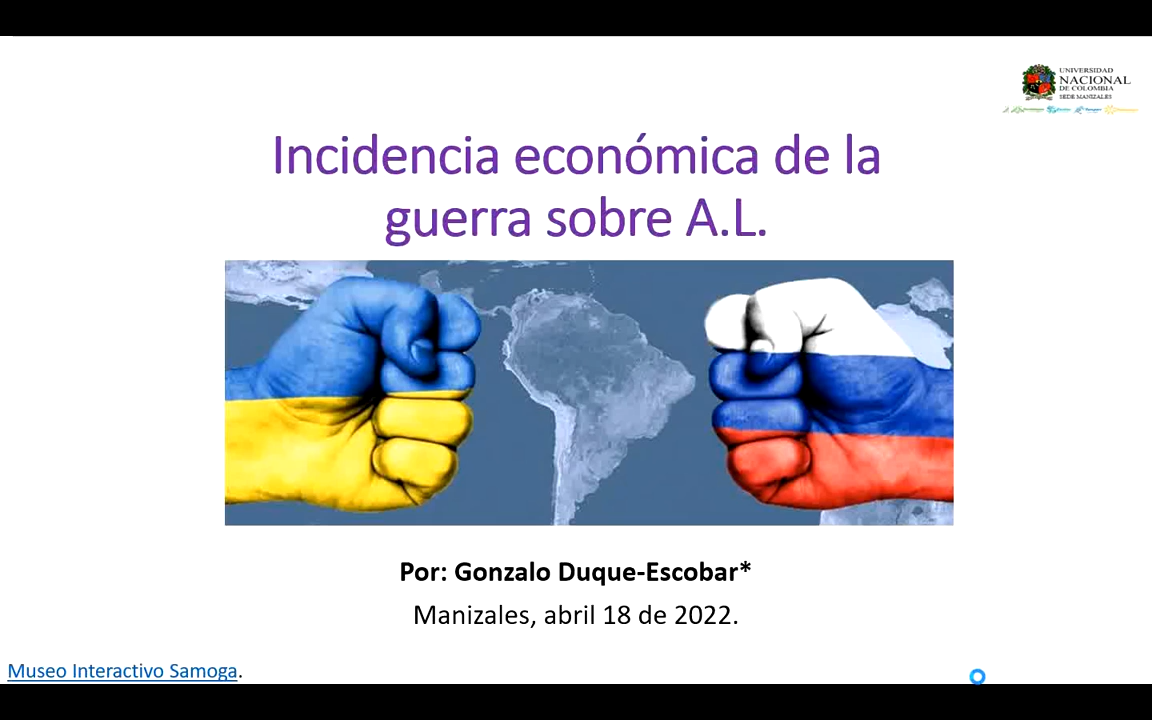 UNIVERSIDAD
NACIONAL
DE COLOMBIA
SEDE MANIZALES
Incidencia económica de la
guerra sobre A.L.
Por: Gonzalo Duque-Escobar*
Manizales, abril 18 de 2022.
Museo Interactivo Samoga.